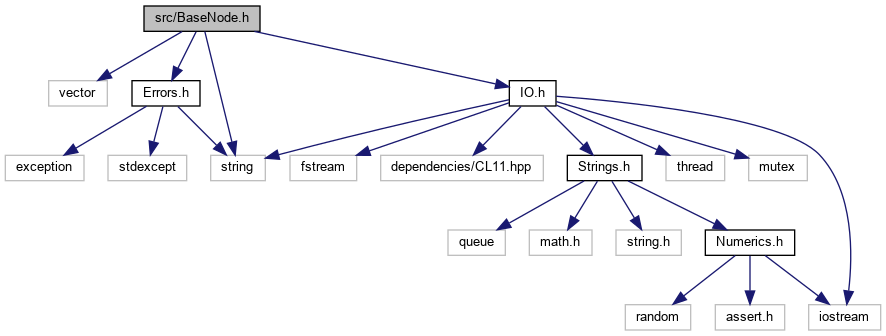 src/BaseNode.h
vector
Errors.h
IO.h
exception
stdexcept
string
fstream
dependencies/CL11.hpp
Strings.h
thread
mutex
queue
math.h
string.h
Numerics.h
random
assert.h
iostream